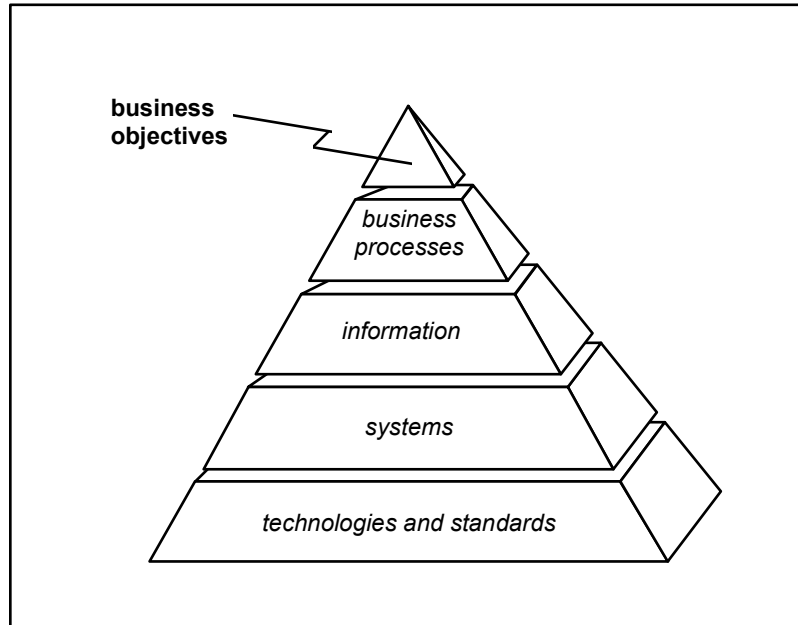 business
objectives
business
processes
information
systems
technologies and standards